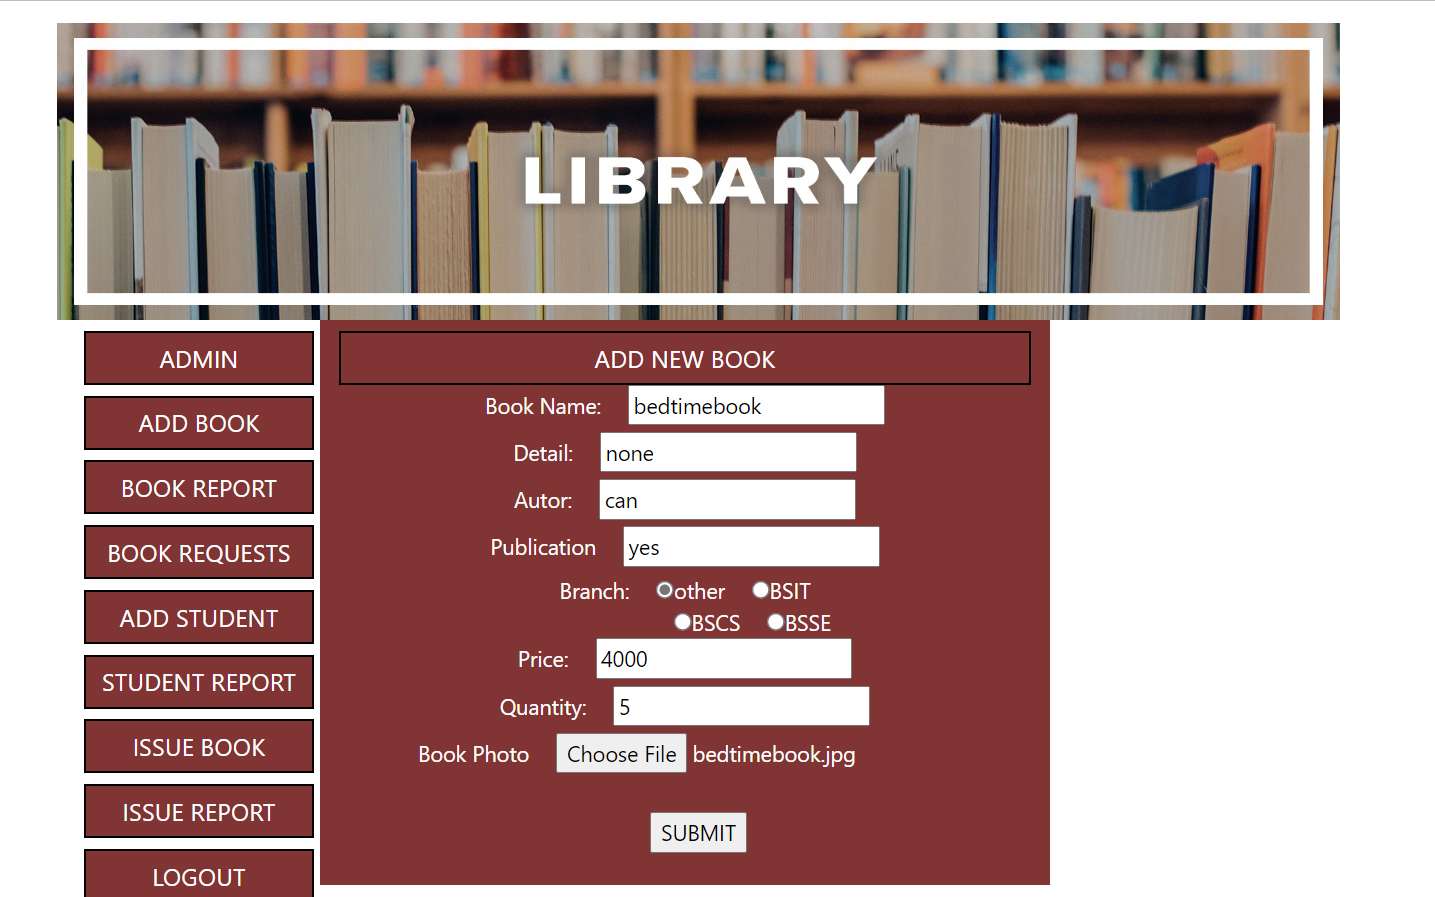 LIBRARY
ADMIN
ADD BOOK
BOOK REPORT
BOOK REQUESTS
ADD STUDENT
STUDENT REPORT
ISSUE BOOK
ISSUE REPORT
LOGOUT
ADD NEW BOOK
Book Name: bedtimebook
Detail: none
Autor: can
Publication yes
Branch: other BSIT
BSCS BSSE
Price: 4000
Quantity: 5
Book Photo Choose File bedtimebook.jpg
SUBMIT